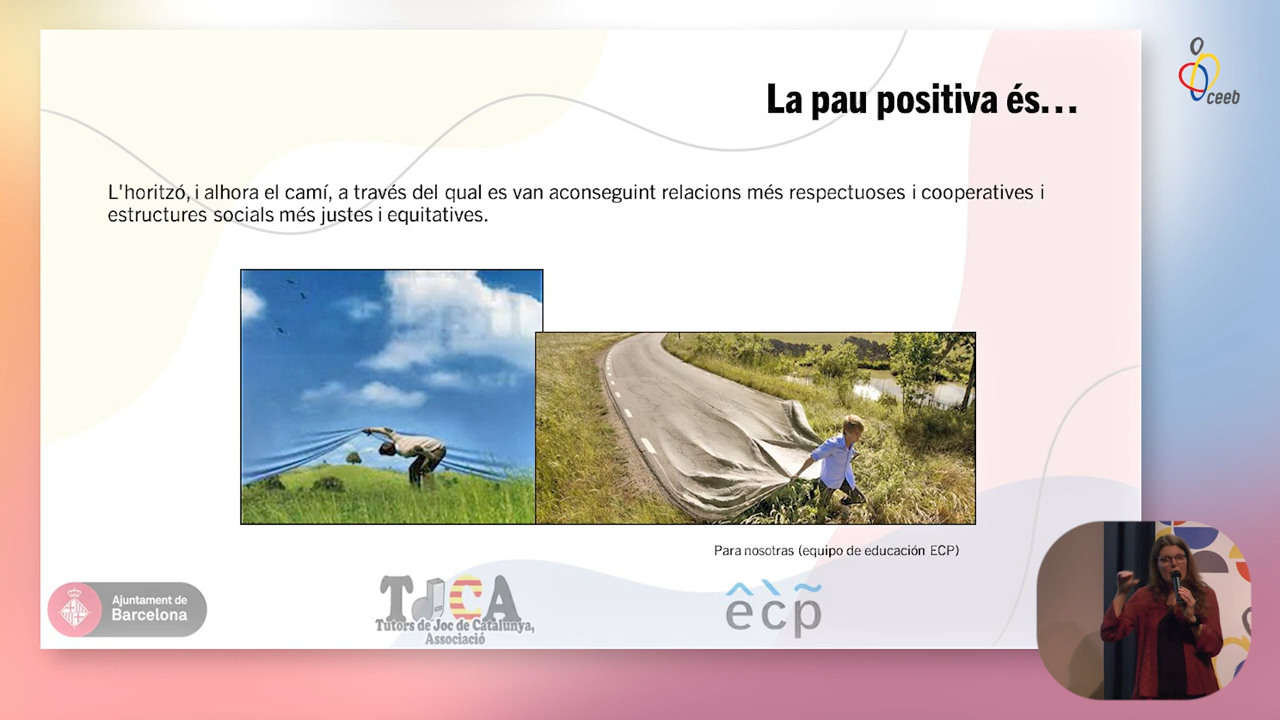 La pau positiva és...
ceeb
L'horitzó, i alhora el camí, a través del qual es van aconseguint relacions més respectuoses i cooperatives i
estructures socials més justes i equitatives.
Para nosotras (equipo de educación ECP)
Ajuntament de
Barcelona
TJCA
Tutors de Joc de Catalunya,
Associació
ecp